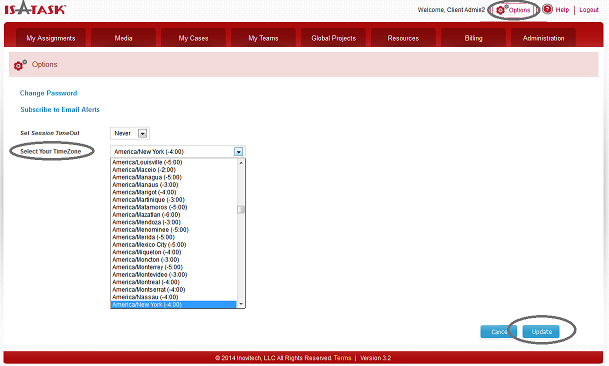 ISATASK
Welcome, Client Admin#2 | Options | Help | Logout
My Assignments Media My Cases My Teams Global Projects Resources Billing Administration
Options
Change Password
Subscribe to Email Alerts
Set Session TimeOut Never
Select Your TimeZone America/New York (-4:00)
America/Louisville (-5:00)
America/Maceio (-2:00)
America/Managua (-5:00)
America/Manaus (-3:00)
America/Marigot (-4:00)
America/Martinique (-3:00)
America/Matamoros (-5:00)
America/Mazatlan (-6:00)
America/Mendoza (-3:00)
America/Menominee (-5:00)
America/Merida (-5:00)
America/Mexico City (-5:00)
America/Miquelon (-4:00)
America/Moncton (-3:00)
America/Monterrey (-5:00)
America/Montevideo (-3:00)
America/Montreal (-4:00)
America/Montserrat (-4:00)
America/Nassau (-4:00)
America/New York (-4:00)
Cancel Update
© 2014 Inovitech, LLC All Rights Reserved. Terms | Version 3.2